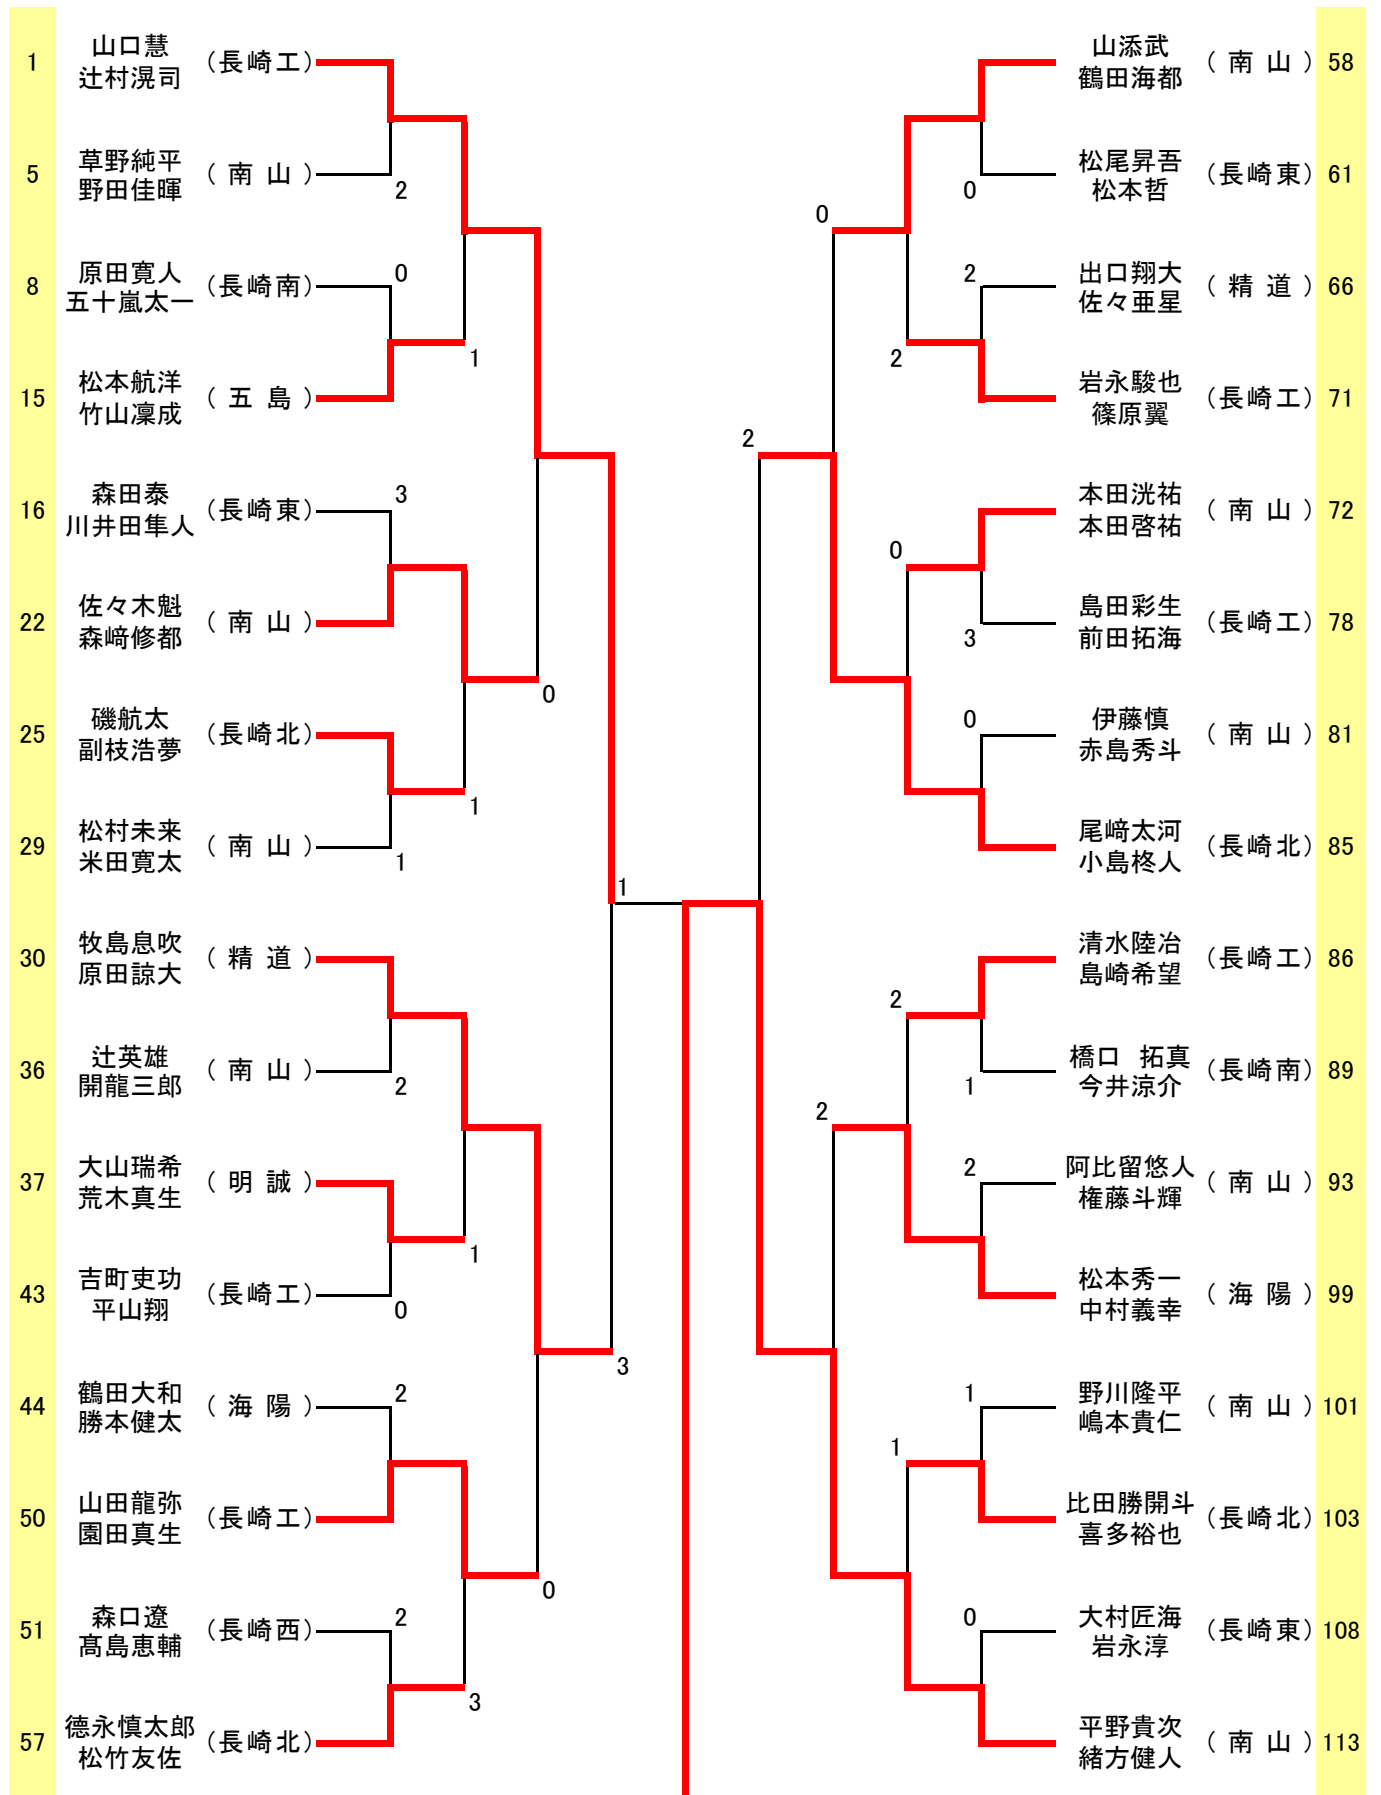 1 山口慧 (長崎工)
辻村滉司
5 草野純平 (南山)
野田佳暉
2
8 原田寛人 (長崎南)
五十嵐太一
0
15 松本航洋 (五島)
竹山凜成
1
16 森田泰 (長崎東)
川井田隼人
3
22 佐々木魁 (南山)
森﨑修都
0
25 磯航太 (長崎北)
副枝浩夢
1
29 松村未来 (南山)
米田寛太
1
1
30 牧島息吹 (精道)
原田諒大
36 辻英雄 (南山)
開龍三郎
2
37 大山瑞希 (明誠)
荒木真生
1
43 吉町吏功 (長崎工)
平山翔
0
3
44 鶴田大和 (海陽)
勝本健太
2
50 山田龍弥 (長崎工)
園田真生
0
51 森口遼 (長崎西)
髙島恵輔
2
3
57 德永慎太郎 (長崎北)
松竹友佐
山添武 (南山) 58
鶴田海都
松尾昇吾 (長崎東) 61
松本哲
0
0
出口翔大 (精道) 66
佐々亜星
2
2
岩永駿也 (長崎工) 71
篠原翼
2
本田洸祐 (南山) 72
本田啓祐
0
島田彩生 (長崎工) 78
前田拓海
3
伊藤慎 (南山) 81
赤島秀斗
0
尾﨑太河 (長崎北) 85
小島柊人
清水陸冶 (長崎工) 86
島崎希望
2
橋口 拓真 (長崎南) 89
今井涼介
1
2
阿比留悠人 (南山) 93
権藤斗輝
2
松本秀一 (海陽) 99
中村義幸
野川隆平 (南山) 101
嶋本貴仁
1
1
比田勝開斗 (長崎北) 103
喜多裕也
大村匠海 (長崎東) 108
岩永淳
0
平野貴次 (南山) 113
緒方健人